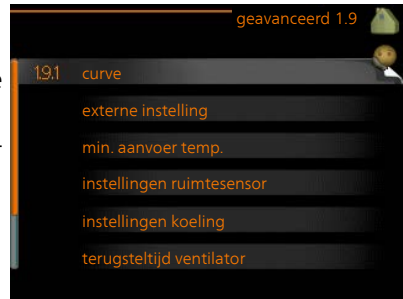 geavanceerd 1.9
1.9.1 curve
externe instelling
min. aanvoer temp.
instellingen ruimtesensor
instellingen koeling
terugsteltijd ventilator